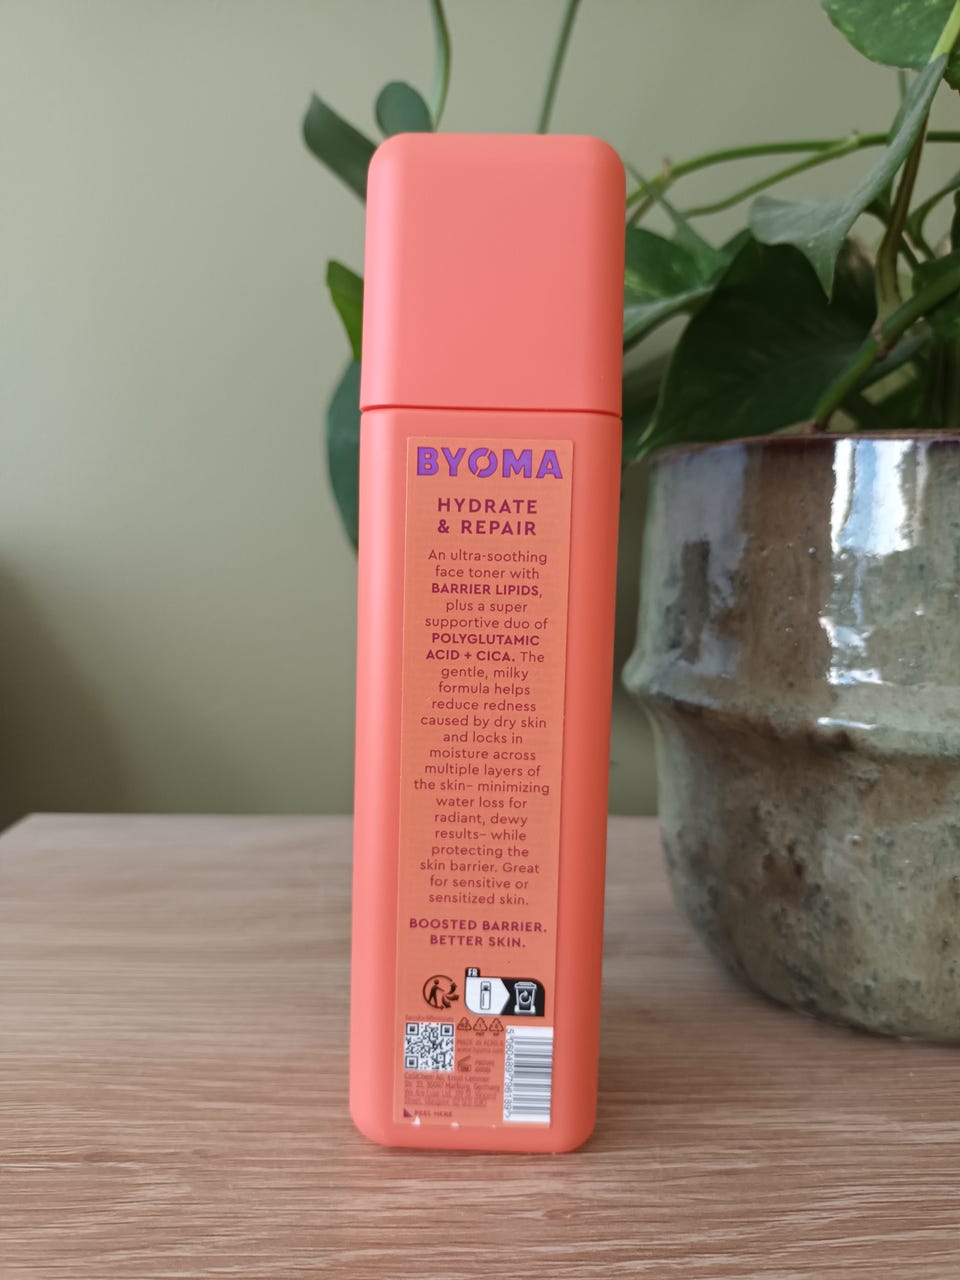 BYOMA
HYDRATE
& REPAIR
An ultra-soothing
face toner with
BARRIER LIPIDS,
plus a super
supportive duo of
POLYGLUTAMIC
ACID + CICA. The
gentle, milky
formula helps
reduce redness
caused by dry skin
and locks in
moisture across
multiple layers of
the skin– minimizing
water loss for
radiant, dewy
results– while
protecting the
skin barrier. Great
for sensitive or
sensitized skin.
BOOSTED BARRIER.
BETTER SKIN.
FR
PEEL HERE